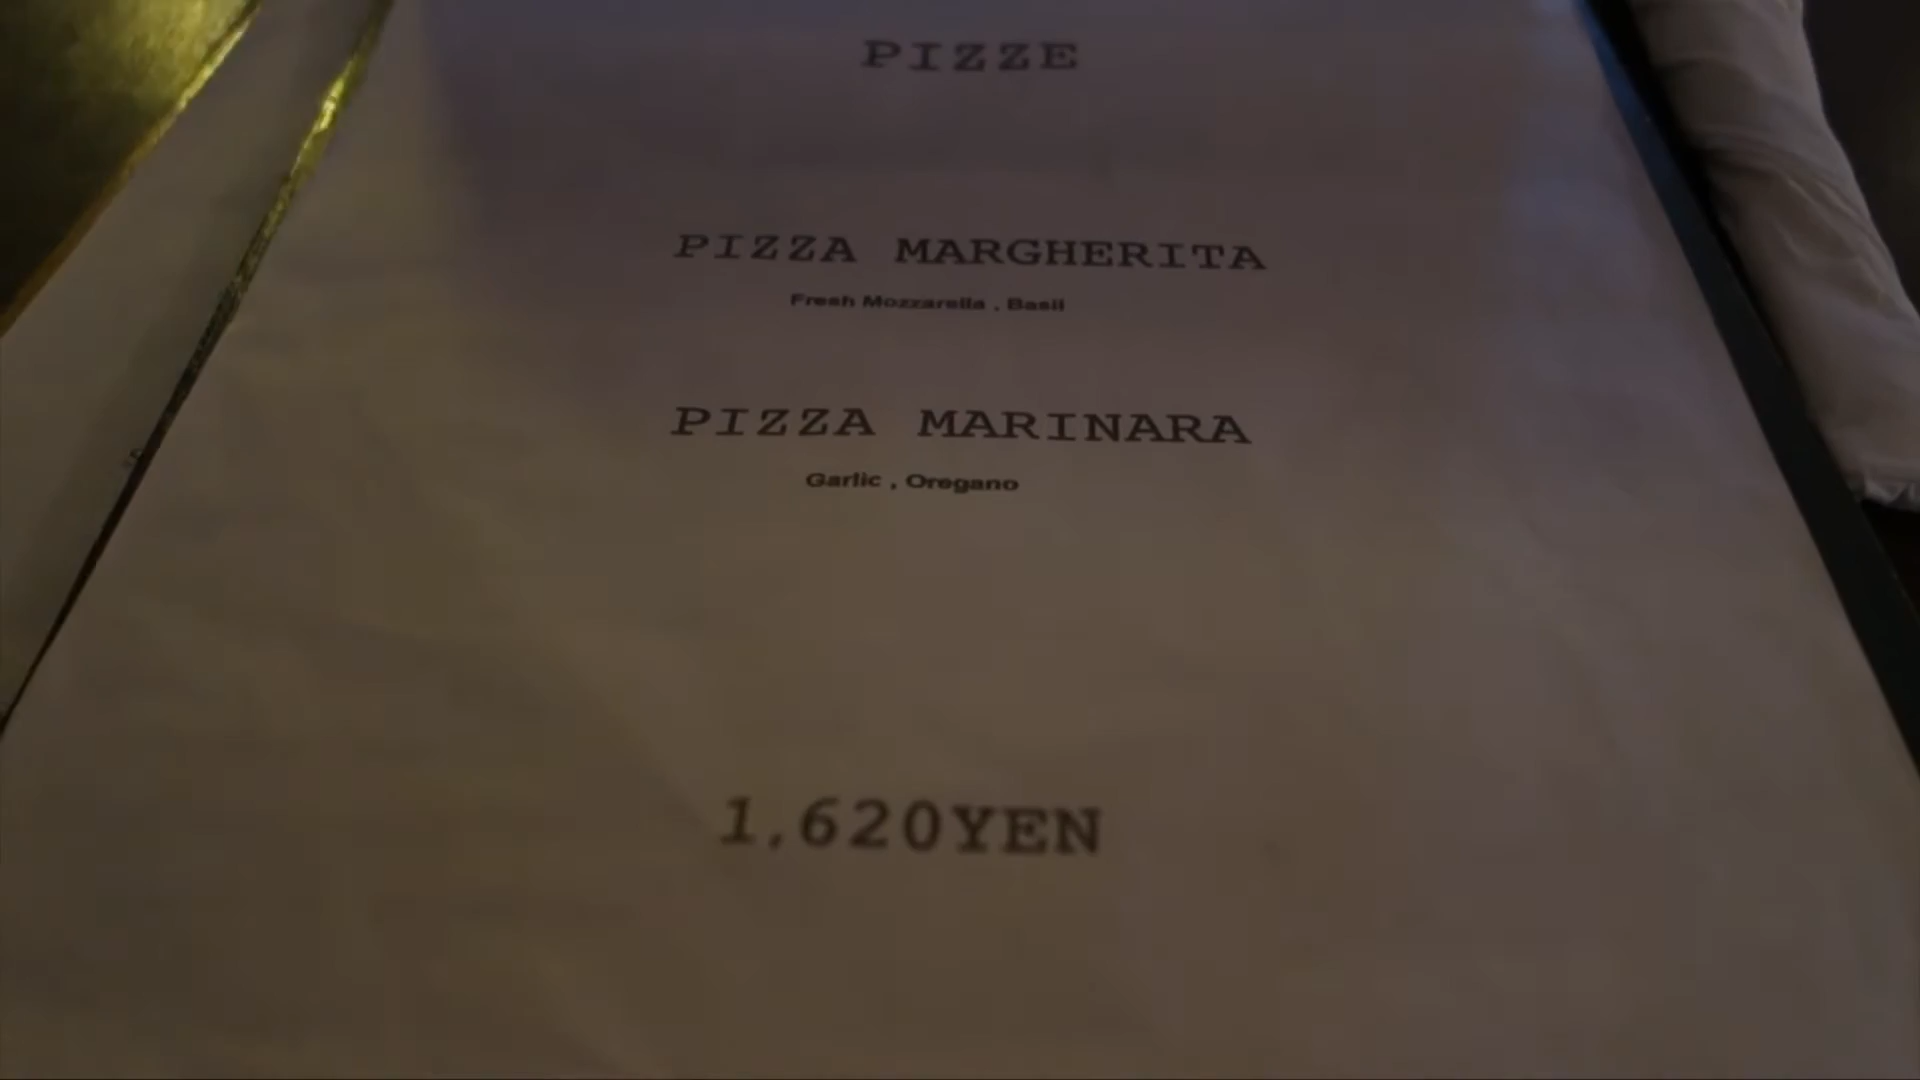 PIZZE
PIZZA MARGHERITA
Fresh Mozzarella , Basil
PIZZA MARINARA
Garlic , Oregano
1,620YEN